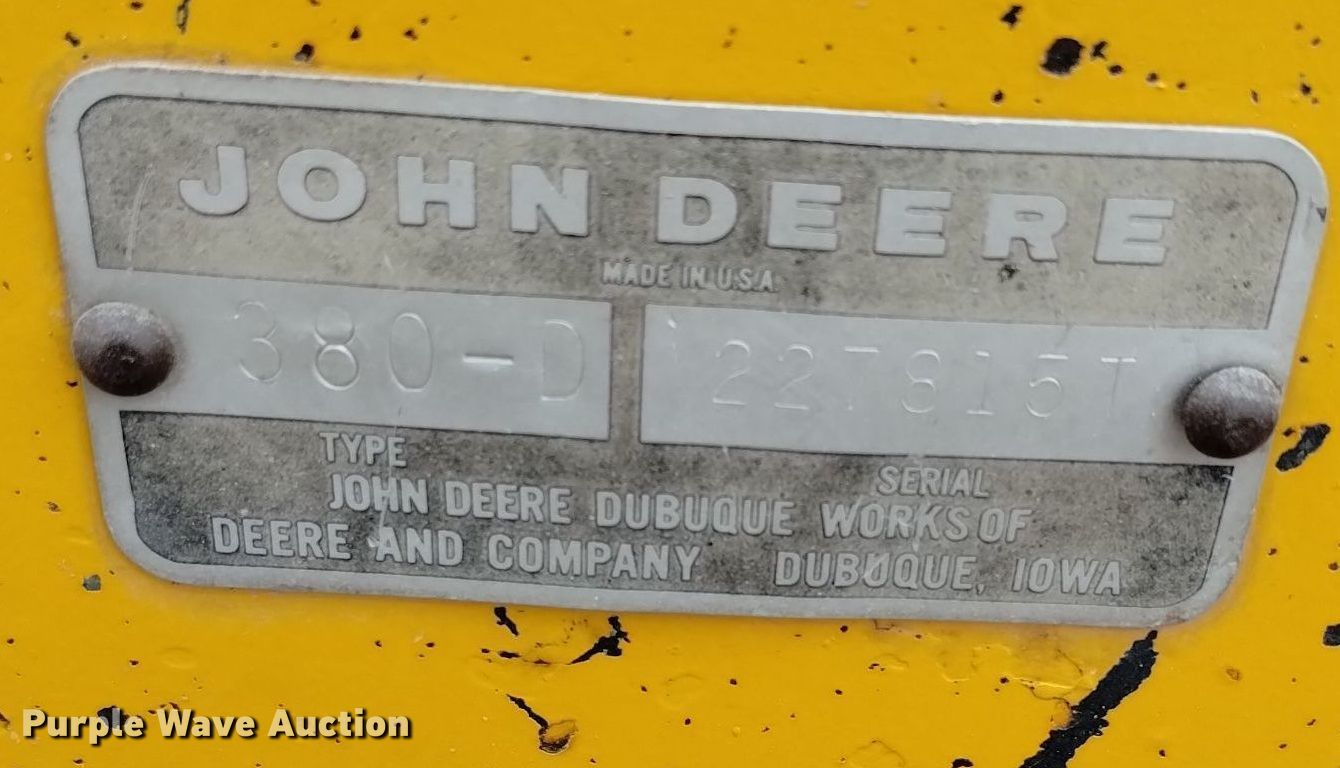 JOHN DEERE
MADE IN U.S.A.
380-D 227815T
TYPE SERIAL
JOHN DEERE DUBUQUE WORKS OF
DEERE AND COMPANY DUBUQUE, IOWA
Purple Wave Auction